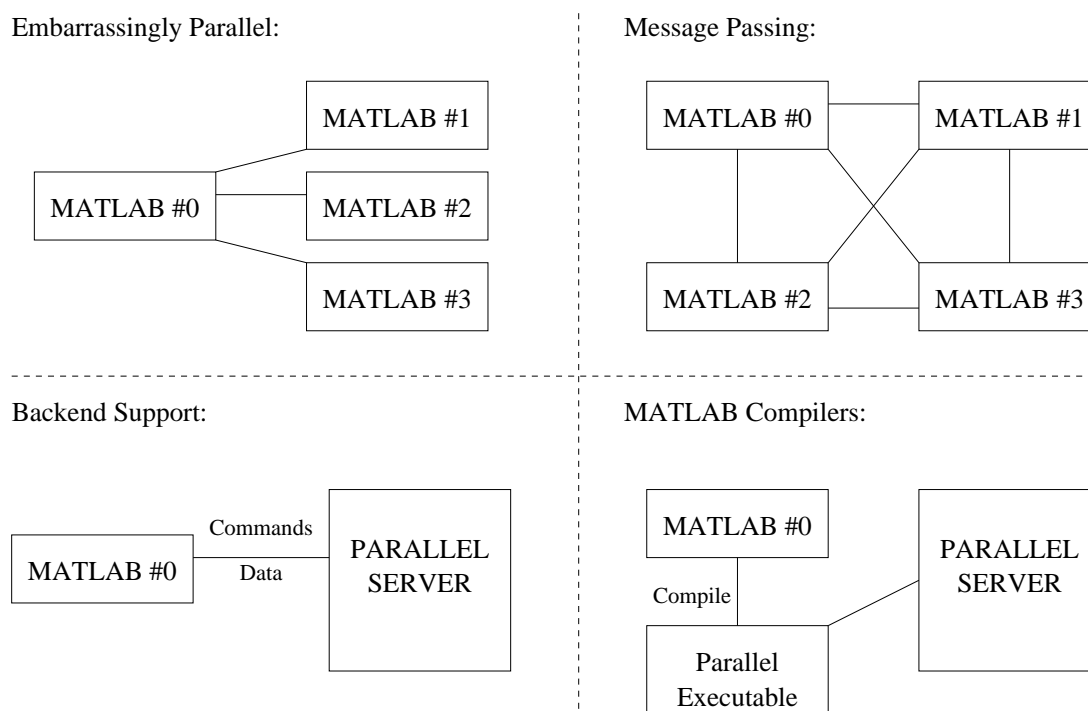 Embarrassingly Parallel:
MATLAB #0
MATLAB #1
MATLAB #2
MATLAB #3
Message Passing:
MATLAB #0
MATLAB #1
MATLAB #2
MATLAB #3
Backend Support:
MATLAB #0
Commands
Data
PARALLEL
SERVER
MATLAB Compilers:
MATLAB #0
Compile
Parallel
Executable
PARALLEL
SERVER